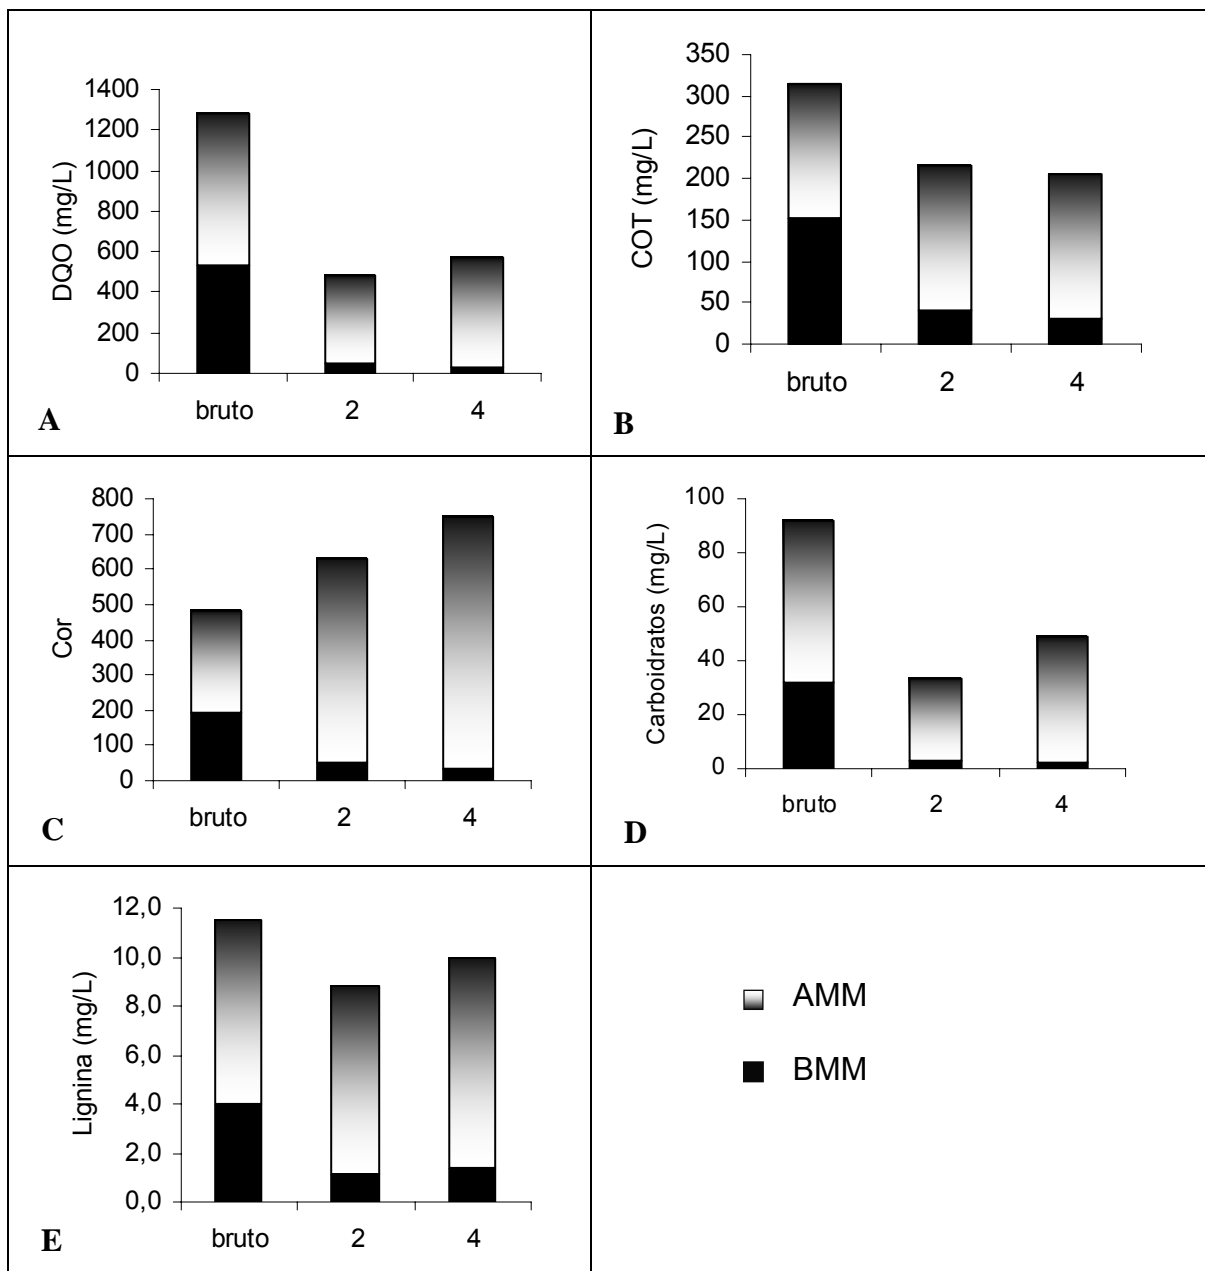 DQO (mg/L)
1400
1200
1000
800
600
400
200
0
bruto 2 4
A
COT (mg/L)
350
300
250
200
150
100
50
0
bruto 2 4
B
Cor
800
700
600
500
400
300
200
100
0
bruto 2 4
C
Carboidratos (mg/L)
100
80
60
40
20
0
bruto 2 4
D
Lignina (mg/L)
12,0
10,0
8,0
6,0
4,0
2,0
0,0
bruto 2 4
E
AMM
BMM